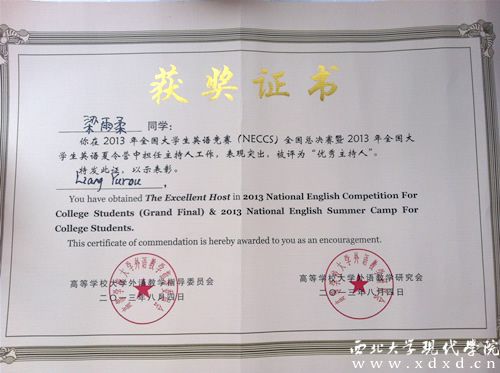 获奖证书
梁雨柔 同学：
你在 2013 年全国大学生英语竞赛（NECCS）全国总决赛暨 2013 年全国大
学生英语夏令营中担任主持人工作，表现突出，被评为“优秀主持人”。
特发此证，以示表彰。
Liang Yurou ,
You have obtained The Excellent Host in 2013 National English Competition For
College Students (Grand Final) & 2013 National English Summer Camp For
College Students.
This certificate of commendation is hereby awarded to you as an encouragement.
高等学校大学外语教学指导委员会
二〇一三年八月四日
高等学校大学外语教学研究会
二〇一三年八月四日
西北大学现代学院
www.xdxd.cn